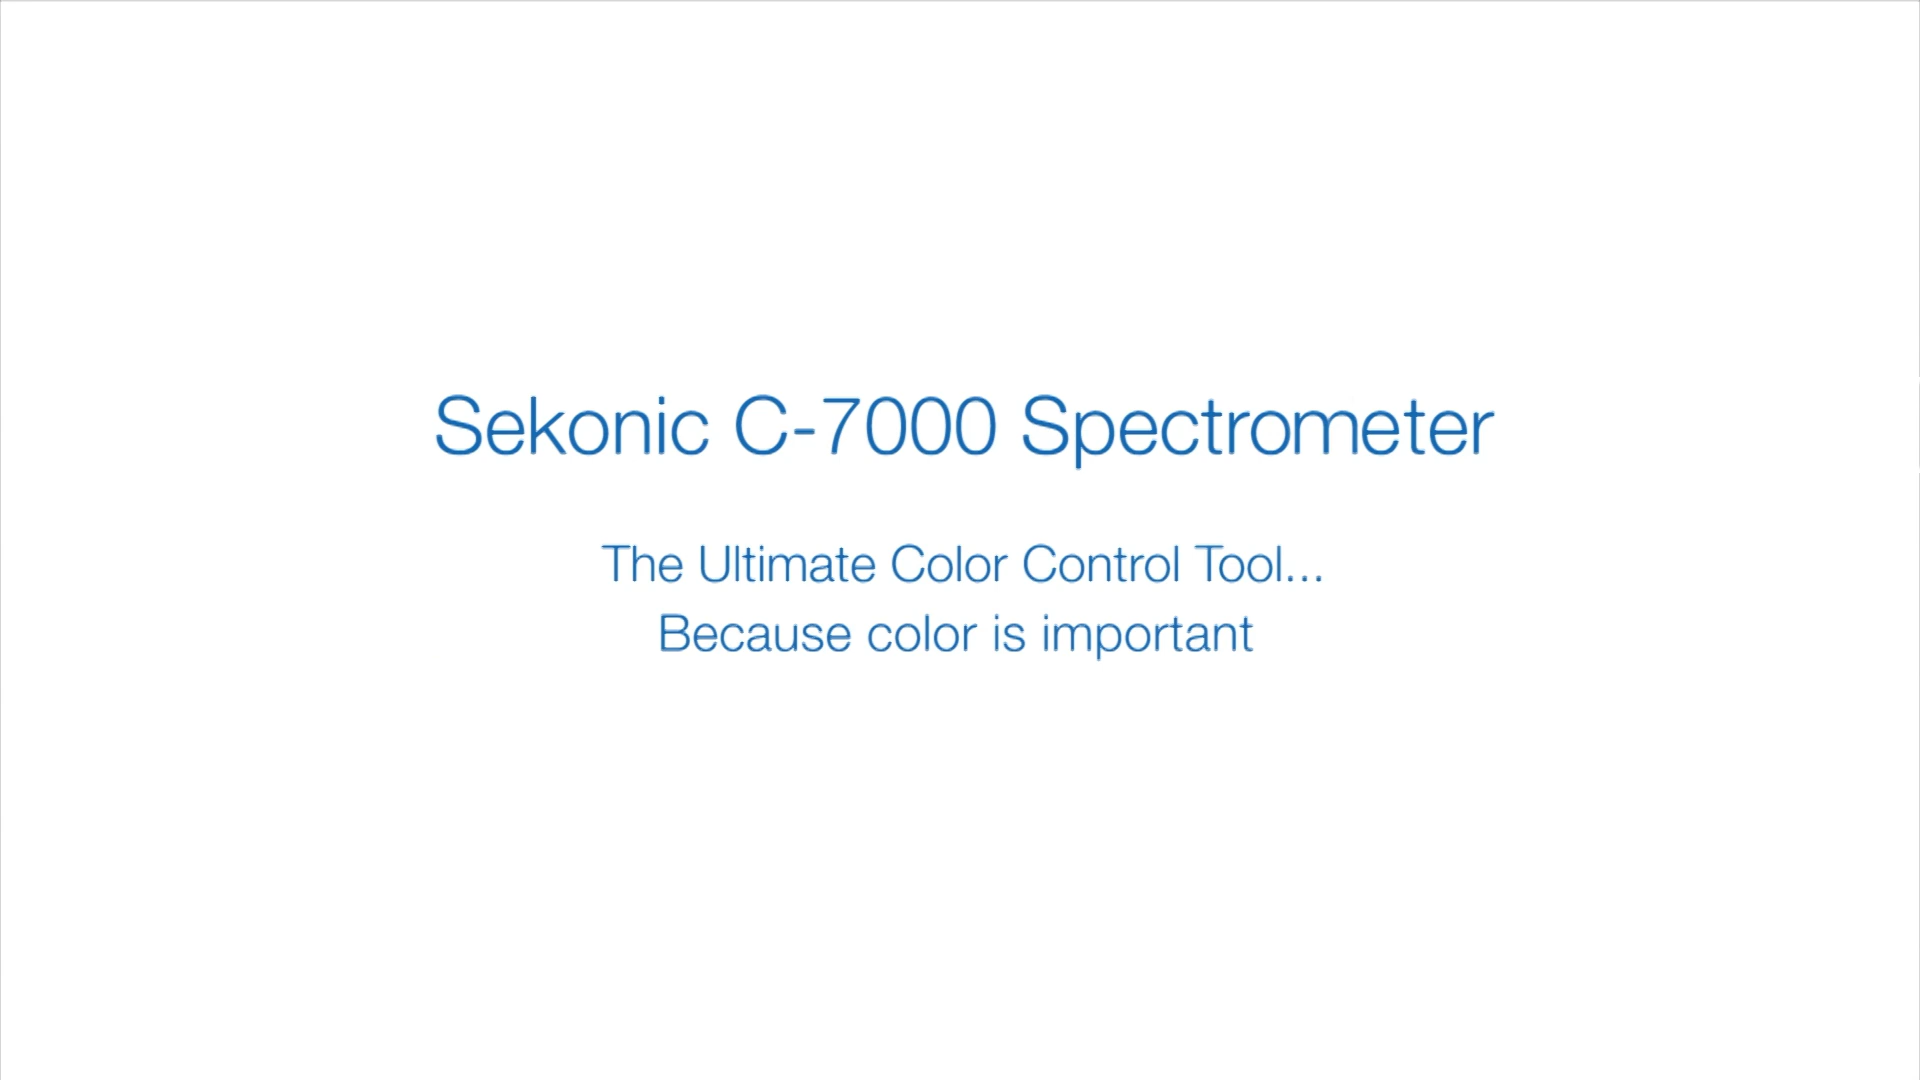 Sekonic C-7000 Spectrometer
The Ultimate Color Control Tool...
Because color is important